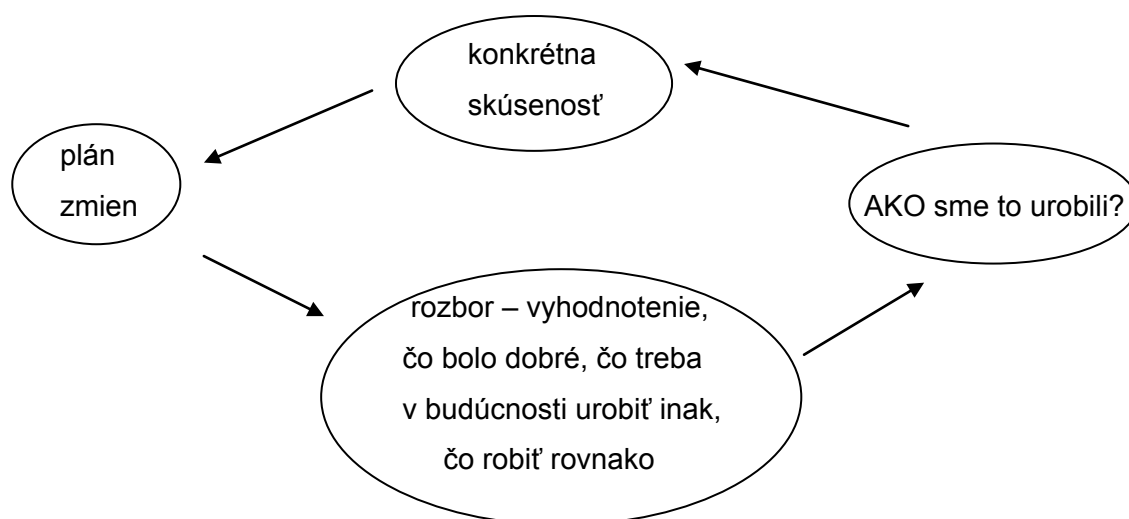 konkrétna
skúsenosť
plán
zmien
AKO sme to urobili?
rozbor – vyhodnotenie,
čo bolo dobré, čo treba
v budúcnosti urobiť inak,
čo robiť rovnako